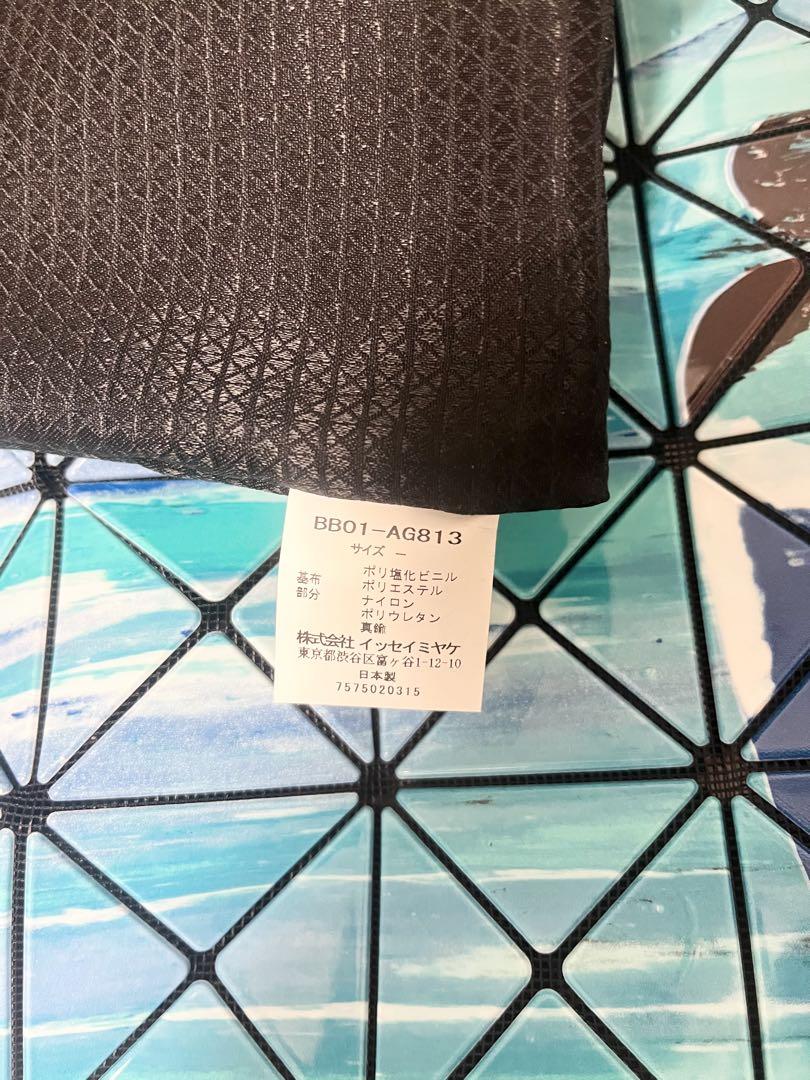 BB01-AG813
サイズ ー
基布 ポリ塩化ビニル
部分 ポリエステル
ナイロン
ポリウレタン
真鍮
株式会社 イッセイミヤケ
東京都渋谷区富ヶ谷1-12-10
日本製
7575020315